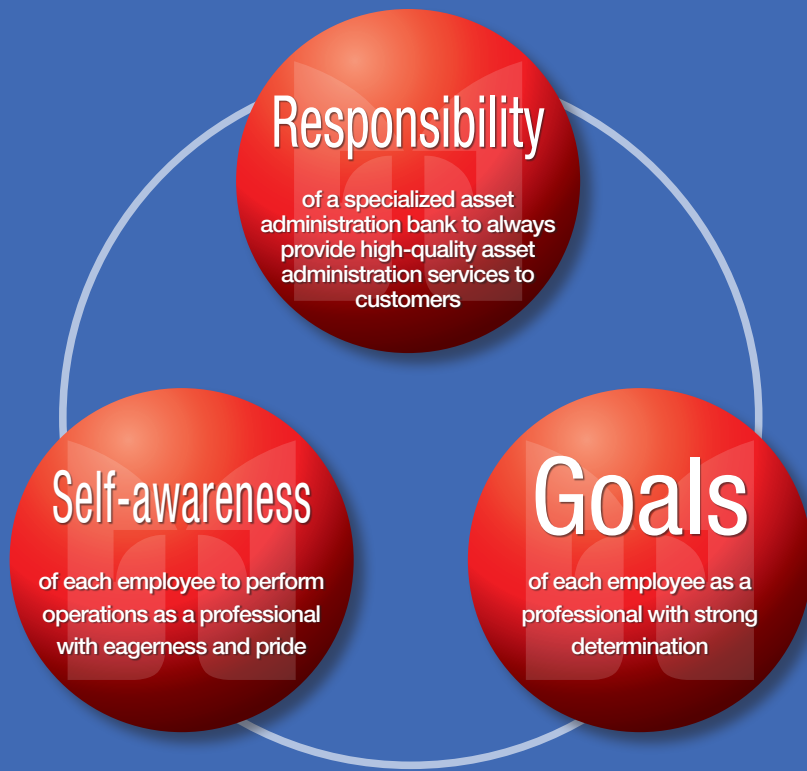 Responsibility
of a specialized asset
administration bank to always
provide high-quality asset
administration services to
customers
Self-awareness
of each employee to perform
operations as a professional
with eagerness and pride
Goals
of each employee as a
professional with strong
determination